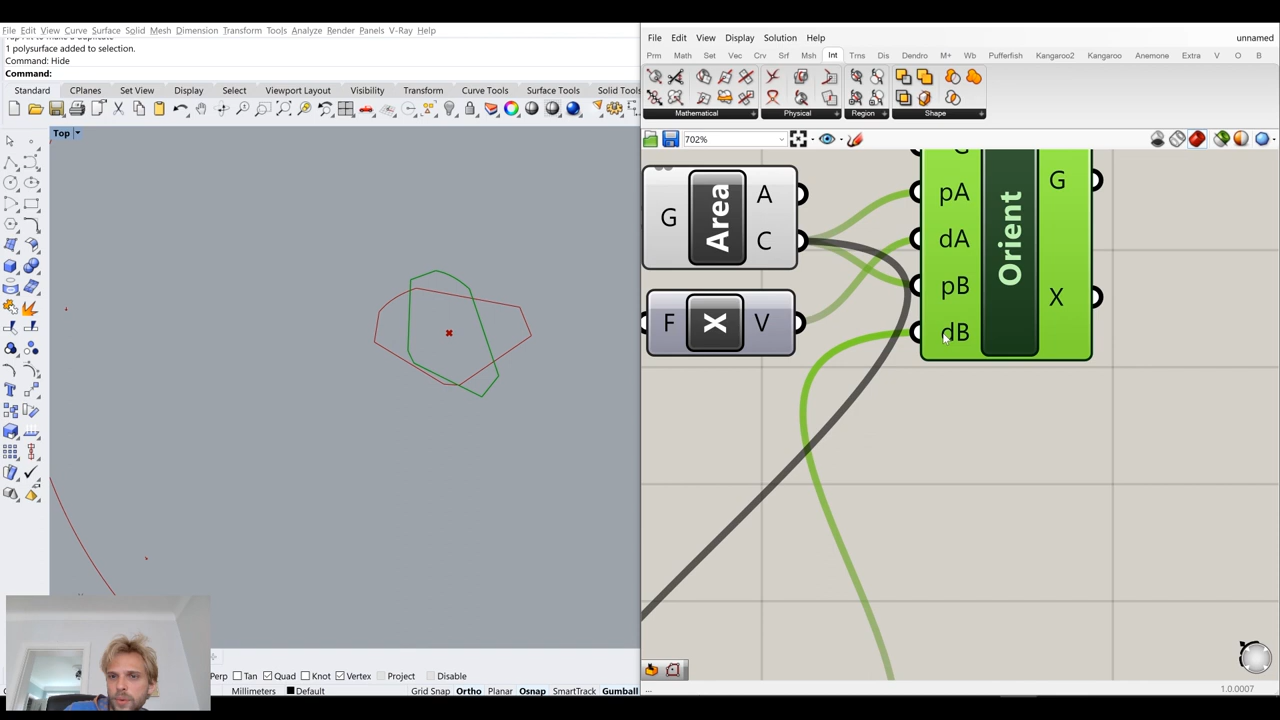 File Edit View Curve Surface Solid Mesh Dimension Transform Tools Analyze Render Panels V-Ray Help
1 polysurface added to selection.
Command: Hide
Command:
Standard CPlanes Set View Display Select Viewport Layout Visibility Transform Curve Tools Surface Tools Solid Tools
Top
Perp Tan Quad Knot Vertex Project Disable
Millimeters Default Grid Snap Ortho Planar Osnap SmartTrack Gumball
File Edit View Display Solution Help
unnamed
Prm Math Set Vec Crv Srf Msh Int Trns Dis Dendro M+ Wb Pufferfish Kangaroo2 Kangaroo Anemone Extra V O B
Mathematical Physical Region Shape
702%
G Area A C
F X V
G pA dA pB dB Orient G X
...
1.0.0007